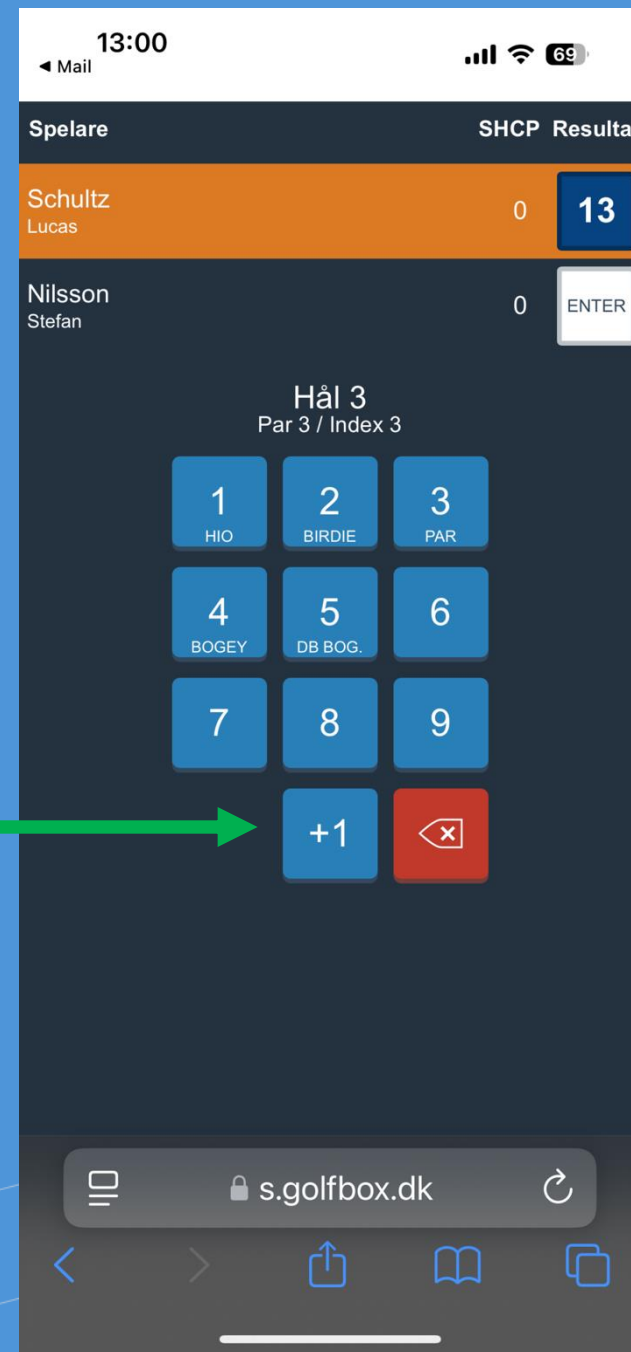 13:00
◀ Mail
69
Spelare SHCP Resulta
Schultz
Lucas
0 13
Nilsson
Stefan
0 ENTER
Hål 3
Par 3 / Index 3
1 2 3
HIO BIRDIE PAR
4 5 6
BOGEY DB BOG.
7 8 9
+1
s.golfbox.dk